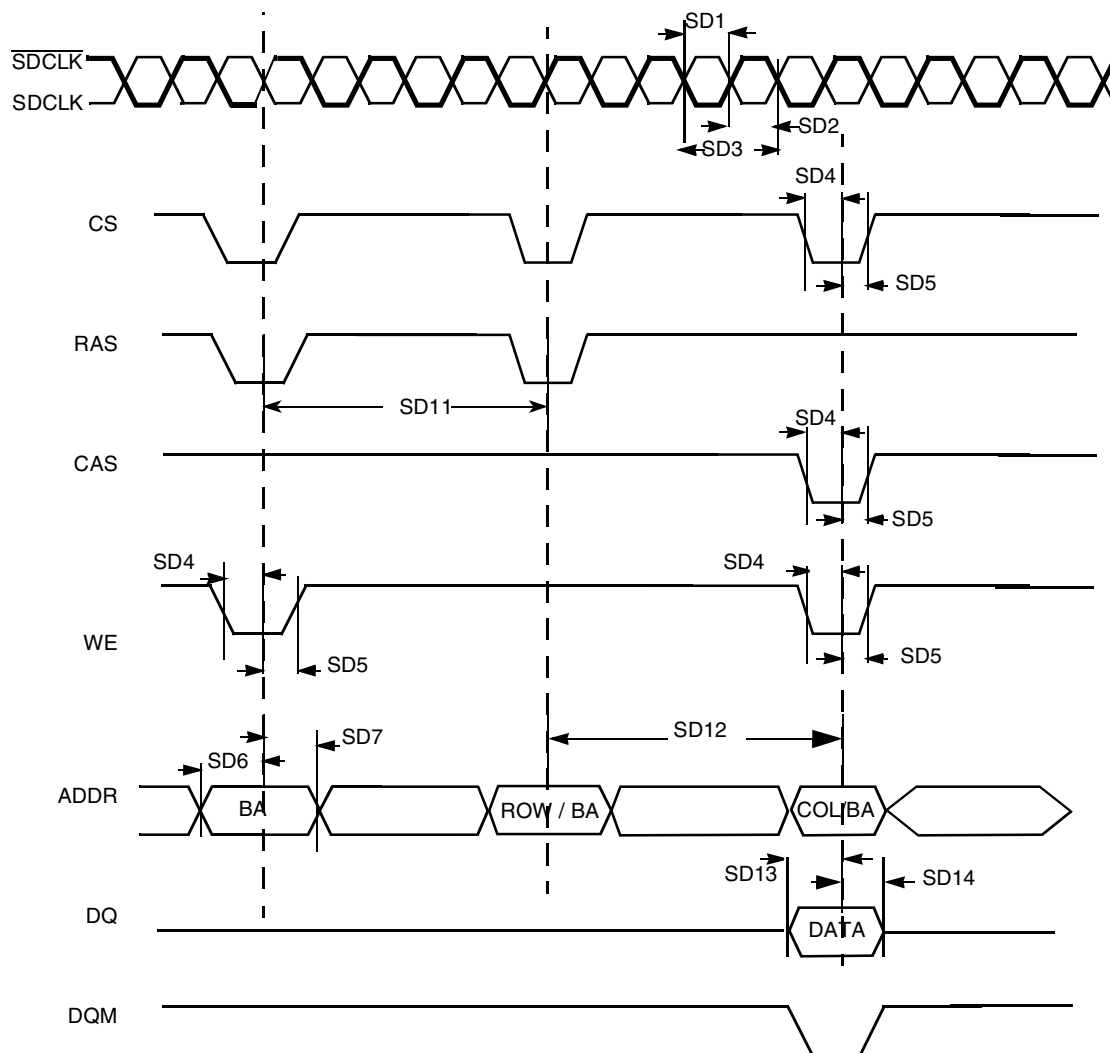 SD1
SDCLK
SDCLK
SD2
SD3
SD4
CS
SD5
RAS
SD11
SD4
CAS
SD5
SD4
SD4
WE
SD5
SD5
SD12
SD7
SD6
ADDR
BA
ROW / BA
COL/BA
SD13
SD14
DQ
DATA
DQM